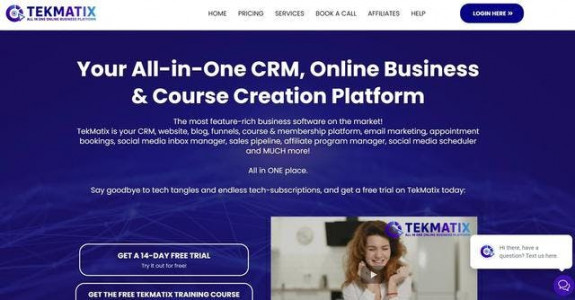 TEKMATIX
ALL IN ONE ONLINE BUSINESS PLATFORM
HOME PRICING SERVICES BOOK A CALL AFFILIATES HELP
LOGIN HERE »
Your All-in-One CRM, Online Business
& Course Creation Platform
The most feature-rich business software on the market!
TekMatix is your CRM, website, blog, funnels, course & membership platform, email marketing, appointment
bookings, social media inbox manager, sales pipeline, affiliate program manager, social media scheduler
and MUCH more!
All in ONE place.
Say goodbye to tech tangles and endless tech-subscriptions, and get a free trial on TekMatix today:
GET A 14-DAY FREE TRIAL
Try it out for free!
GET THE FREE TEKMATIX TRAINING COURSE
TEKMATIX
ALL IN ONE ONLINE BUSINESS PLATFORM
Hi there, have a
question? Text us here.